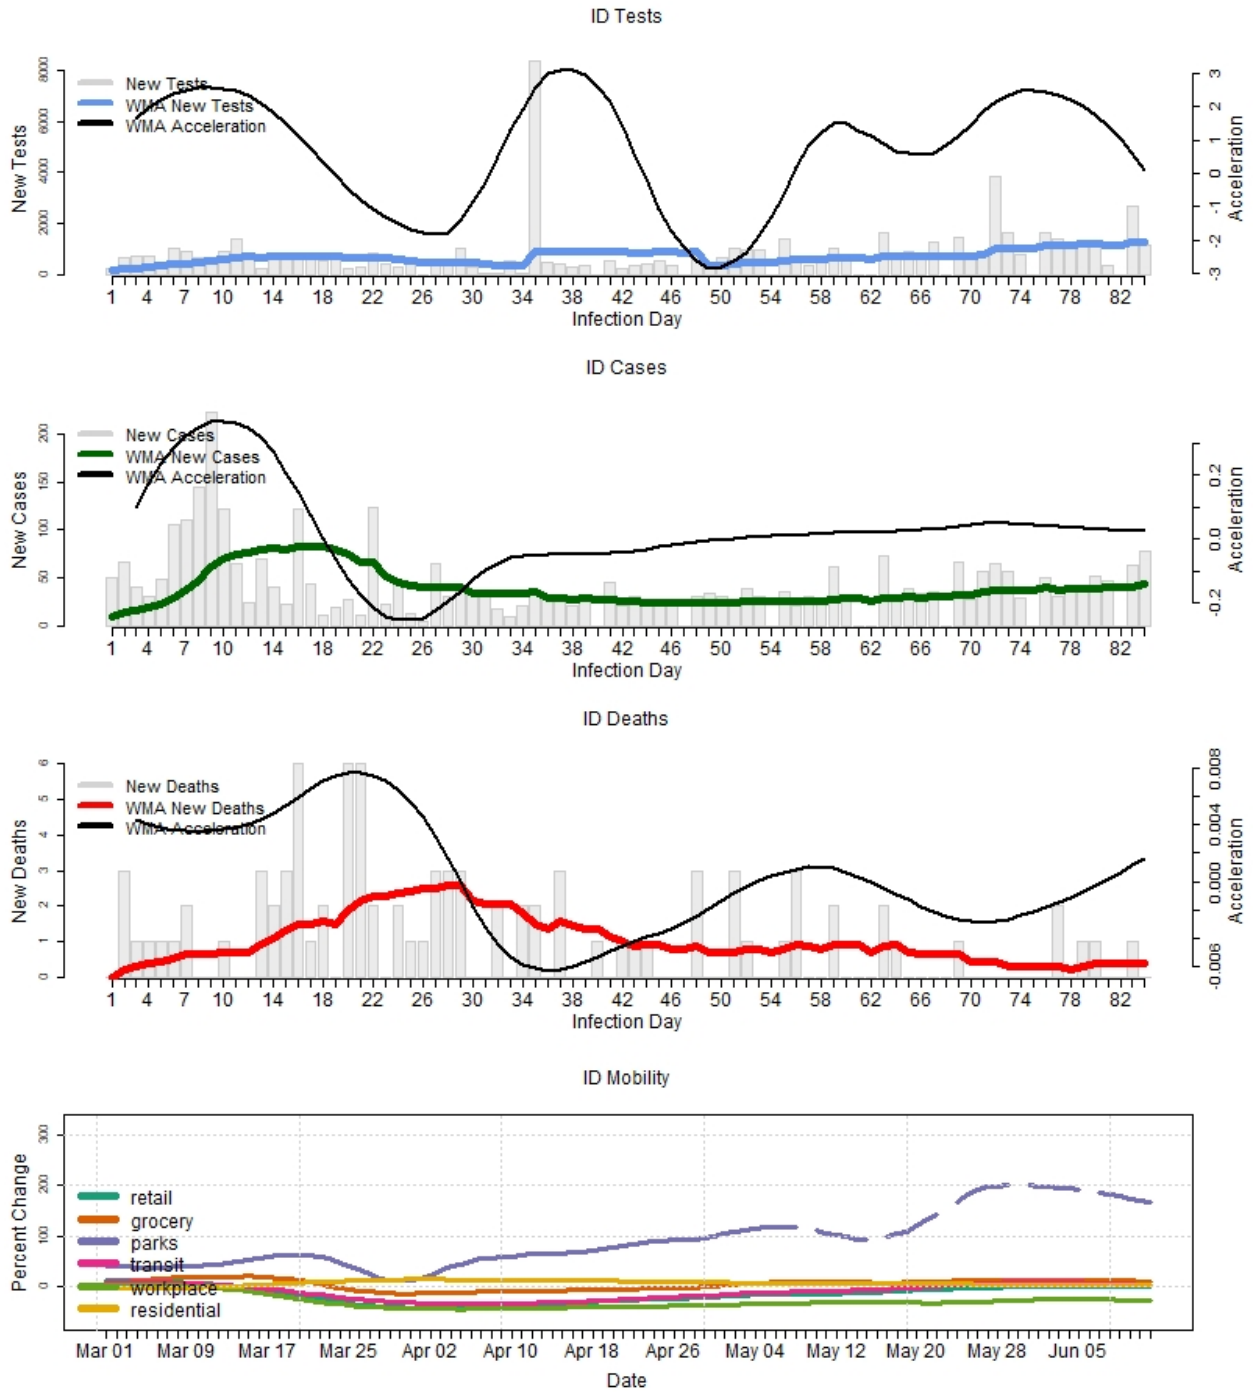 ID Tests
New Tests
WMA New Tests
WMA Acceleration
New Tests
0 2000 4000 6000 8000
-3 -2 -1 0 1 2 3
Acceleration
1 4 7 10 14 18 22 26 30 34 38 42 46 50 54 58 62 66 70 74 78 82
Infection Day
ID Cases
New Cases
WMA New Cases
WMA Acceleration
New Cases
0 50 100 150 200
-0.2 0.0 0.2
Acceleration
1 4 7 10 14 18 22 26 30 34 38 42 46 50 54 58 62 66 70 74 78 82
Infection Day
ID Deaths
New Deaths
WMA New Deaths
WMA Acceleration
New Deaths
0 1 2 3 4 5 6
-0.006 0.000 0.004 0.008
Acceleration
1 4 7 10 14 18 22 26 30 34 38 42 46 50 54 58 62 66 70 74 78 82
Infection Day
ID Mobility
retail
grocery
parks
transit
workplace
residential
Percent Change
0 100 200 300
Mar 01 Mar 09 Mar 17 Mar 25 Apr 02 Apr 10 Apr 18 Apr 26 May 04 May 12 May 20 May 28 Jun 05
Date